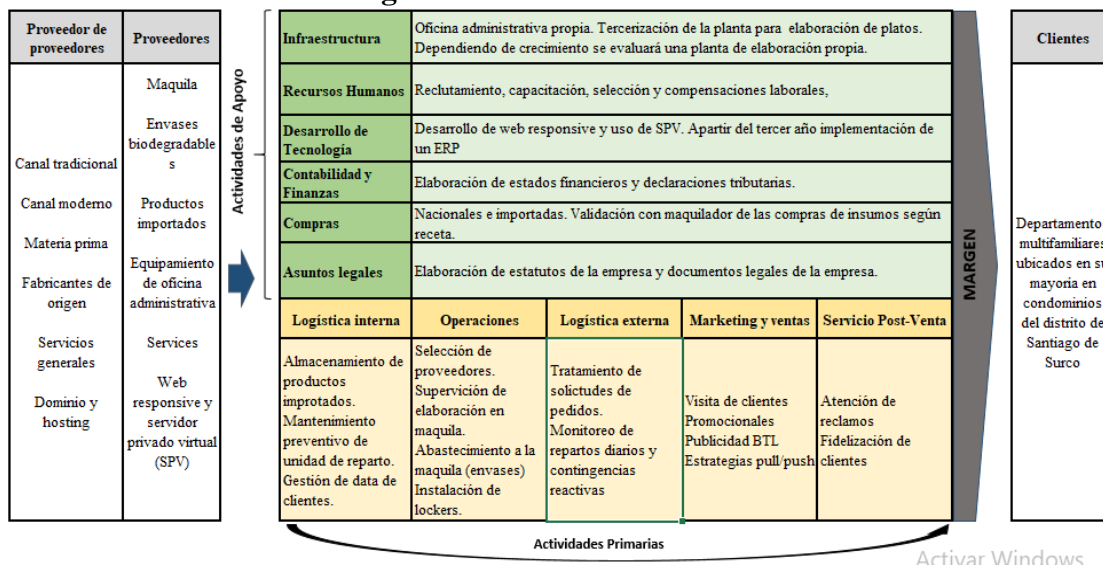 Proveedor de
proveedores
Canal tradicional
Canal moderno
Materia prima
Fabricantes de
origen
Servicios
generales
Dominio y
hosting
Proveedores
Maquila
Envases
biodegradable
s
Productos
importados
Equipamiento
de oficina
administrativa
Services
Web
responsive y
servidor
privado virtual
(SPV)
Actividades de Apoyo
Infraestructura
Oficina administrativa propia. Tercerización de la planta para elaboración de platos.
Dependiendo de crecimiento se evaluará una planta de elaboración propia.
Recursos Humanos
Reclutamiento, capacitación, selección y compensaciones laborales,
Desarrollo de
Tecnología
Desarrollo de web responsive y uso de SPV. Apartir del tercer año implementación de
un ERP
Contabilidad y
Finanzas
Elaboración de estados financieros y declaraciones tributarias.
Compras
Nacionales e importadas. Validación con maquilador de las compras de insumos según
receta.
Asuntos legales
Elaboración de estatutos de la empresa y documentos legales de la empresa.
Logística interna
Almacenamiento de
productos
improtados.
Mantenimiento
preventivo de
unidad de reparto.
Gestión de data de
clientes.
Operaciones
Selección de
proveedores.
Supervición de
elaboración en
maquila.
Abastecimiento a la
maquila (envases)
Instalación de
lockers.
Logística externa
Tratamiento de
solictudes de
pedidos.
Monitoreo de
repartos diarios y
contingencias
reactivas
Marketing y ventas
Visita de clientes
Promocionales
Publicidad BTL
Estrategias pull/push
Servicio Post-Venta
Atención de
reclamos
Fidelización de
clientes
Actividades Primarias
MARGEN
Clientes
Departamento
multifamiliares
ubicados en su
mayoria en
condominios
del distrito de
Santiago de
Surco
Activar Windows